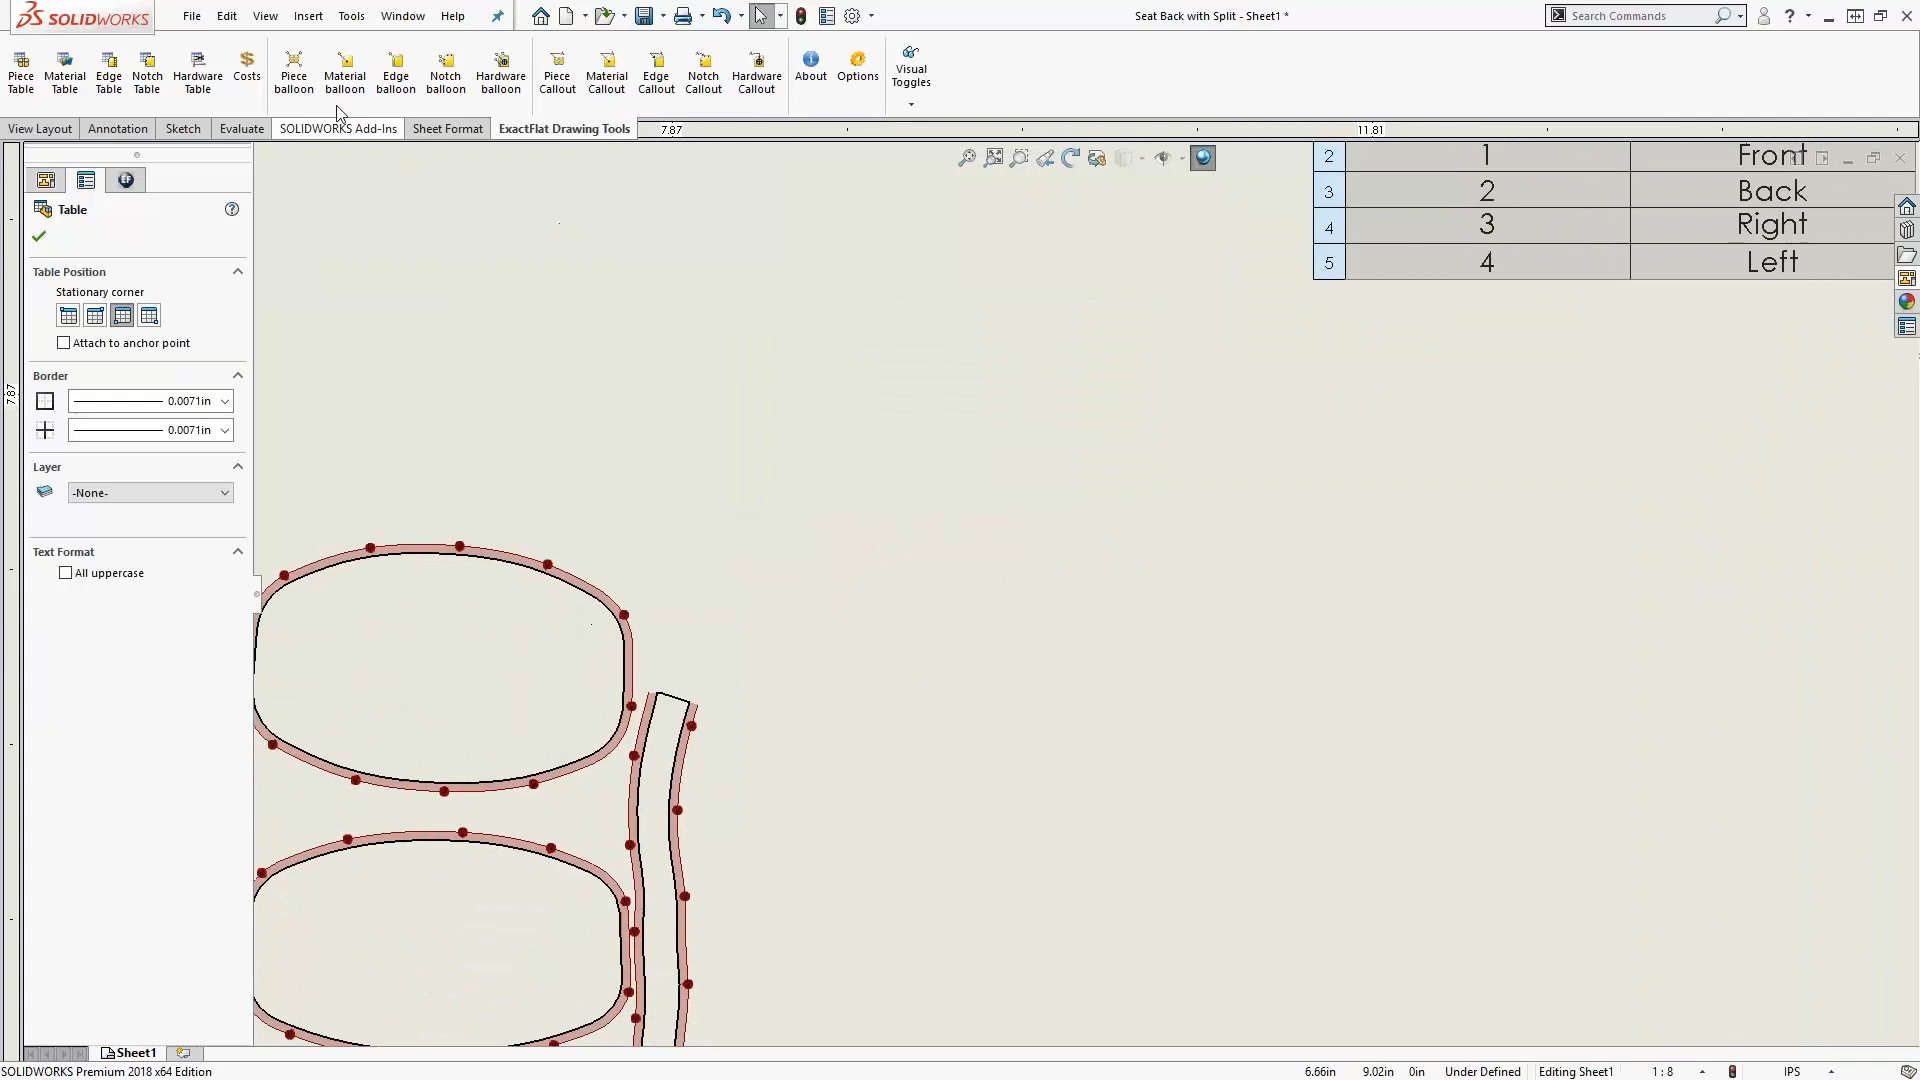 SOLIDWORKS
File Edit View Insert Tools Window Help
Seat Back with Split - Sheet1 *
Search Commands
?
Piece Table
Material Table
Edge Table
Notch Table
Hardware Table
Costs
Piece balloon
Material balloon
Edge balloon
Notch balloon
Hardware balloon
Piece Callout
Material Callout
Edge Callout
Notch Callout
Hardware Callout
About
Options
Visual Toggles
View Layout Annotation Sketch Evaluate SOLIDWORKS Add-Ins Sheet Format ExactFlat Drawing Tools
7.87 11.81
2 1 Front
3 2 Back
4 3 Right
5 4 Left
EF
Table
?
Table Position
Stationary corner
Attach to anchor point
Border
0.0071in
0.0071in
7.87
Layer
-None-
Text Format
All uppercase
Sheet1
SOLIDWORKS Premium 2018 x64 Edition 6.66in 9.02in 0in Under Defined Editing Sheet1 1 : 8 IPS